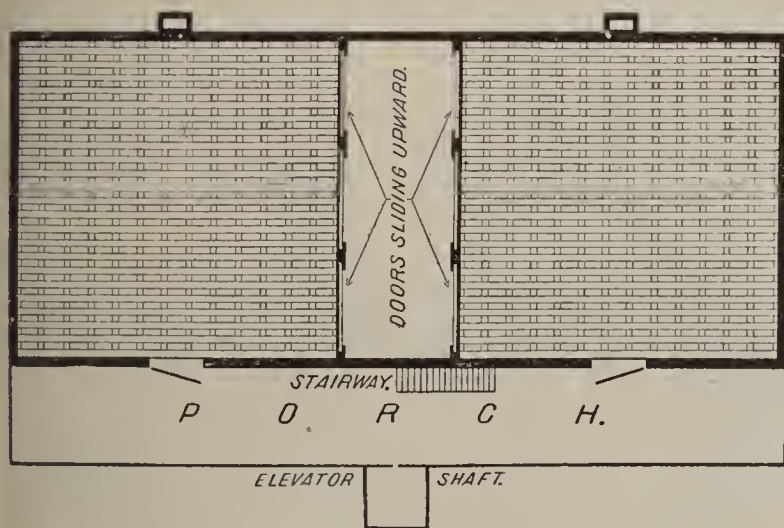 DOORS SLIDING UPWARD.
STAIRWAY.
P O R C H.
ELEVATOR SHAFT.